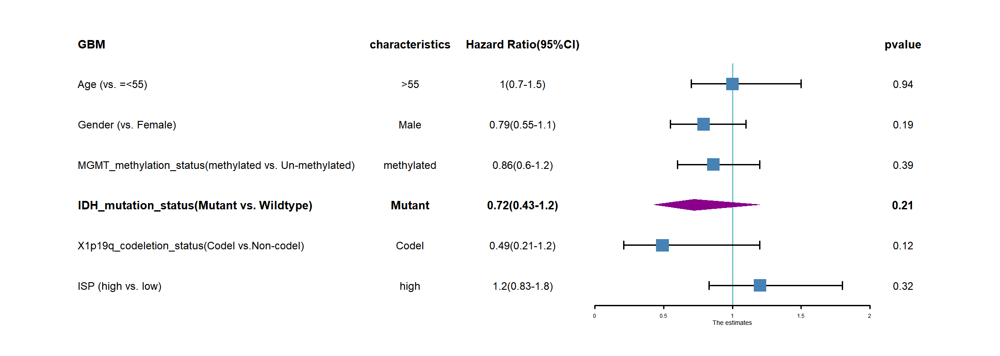 GBM characteristics Hazard Ratio(95%CI) pvalue
Age (vs. =<55) >55 1(0.7-1.5) 0.94
Gender (vs. Female) Male 0.79(0.55-1.1) 0.19
MGMT_methylation_status(methylated vs. Un-methylated) methylated 0.86(0.6-1.2) 0.39
IDH_mutation_status(Mutant vs. Wildtype) Mutant 0.72(0.43-1.2) 0.21
X1p19q_codeletion_status(Codel vs.Non-codel) Codel 0.49(0.21-1.2) 0.12
ISP (high vs. low) high 1.2(0.83-1.8) 0.32
0 0.5 1 1.5 2
The estimates